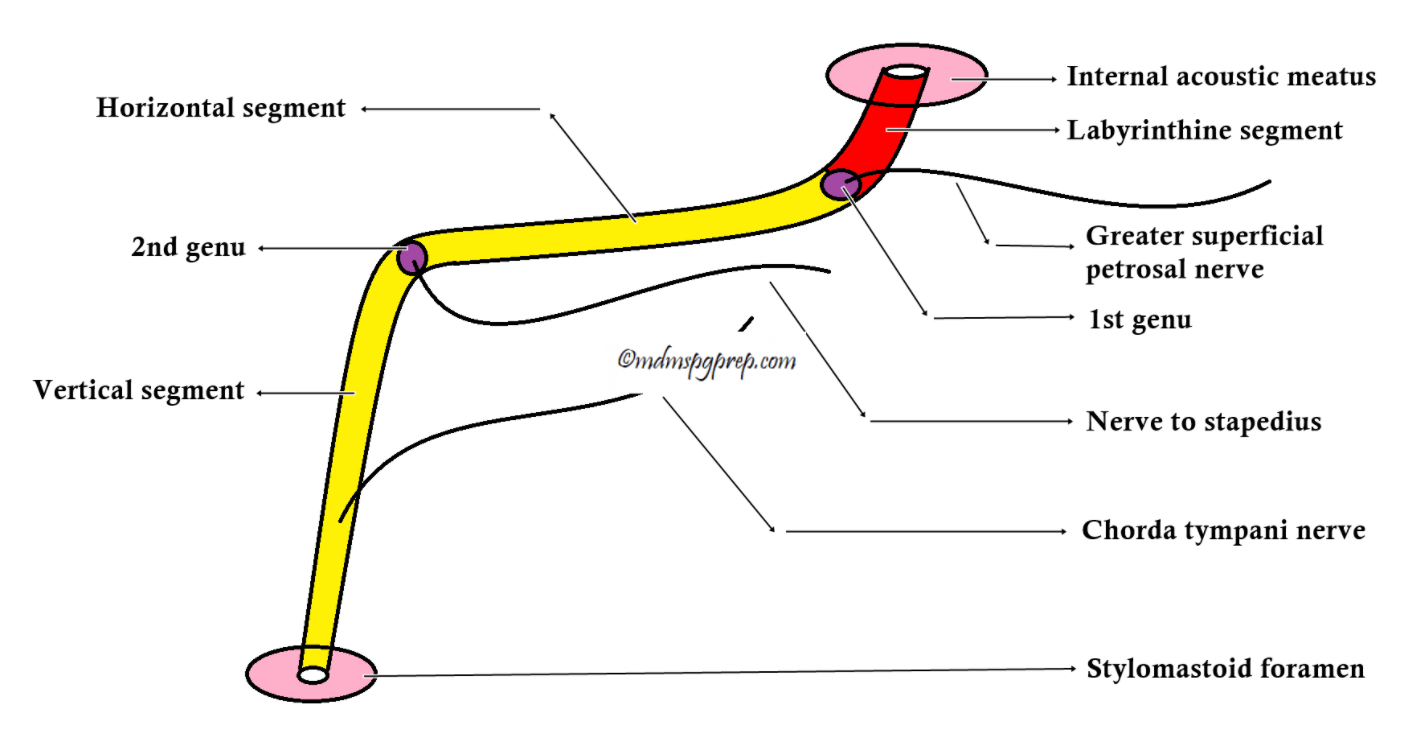 Internal acoustic meatus
Horizontal segment
Labyrinthine segment
2nd genu
Greater superficial
petrosal nerve
1st genu
©mdmspgprep.com
Vertical segment
Nerve to stapedius
Chorda tympani nerve
Stylomastoid foramen